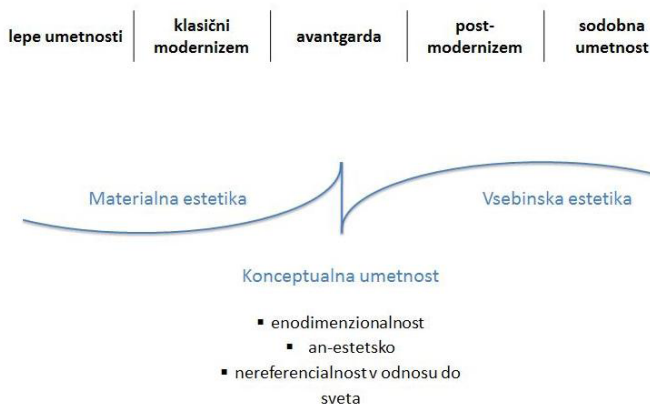 lepe umetnosti
klasični
modernizem
avantgarda
post-
modernizem
sodobna
umetnost
Materialna estetika
Vsebinska estetika
Konceptualna umetnost
▪ enodimenzionalnost
▪ an-estetsko
▪ nereferencialnost v odnosu do
sveta